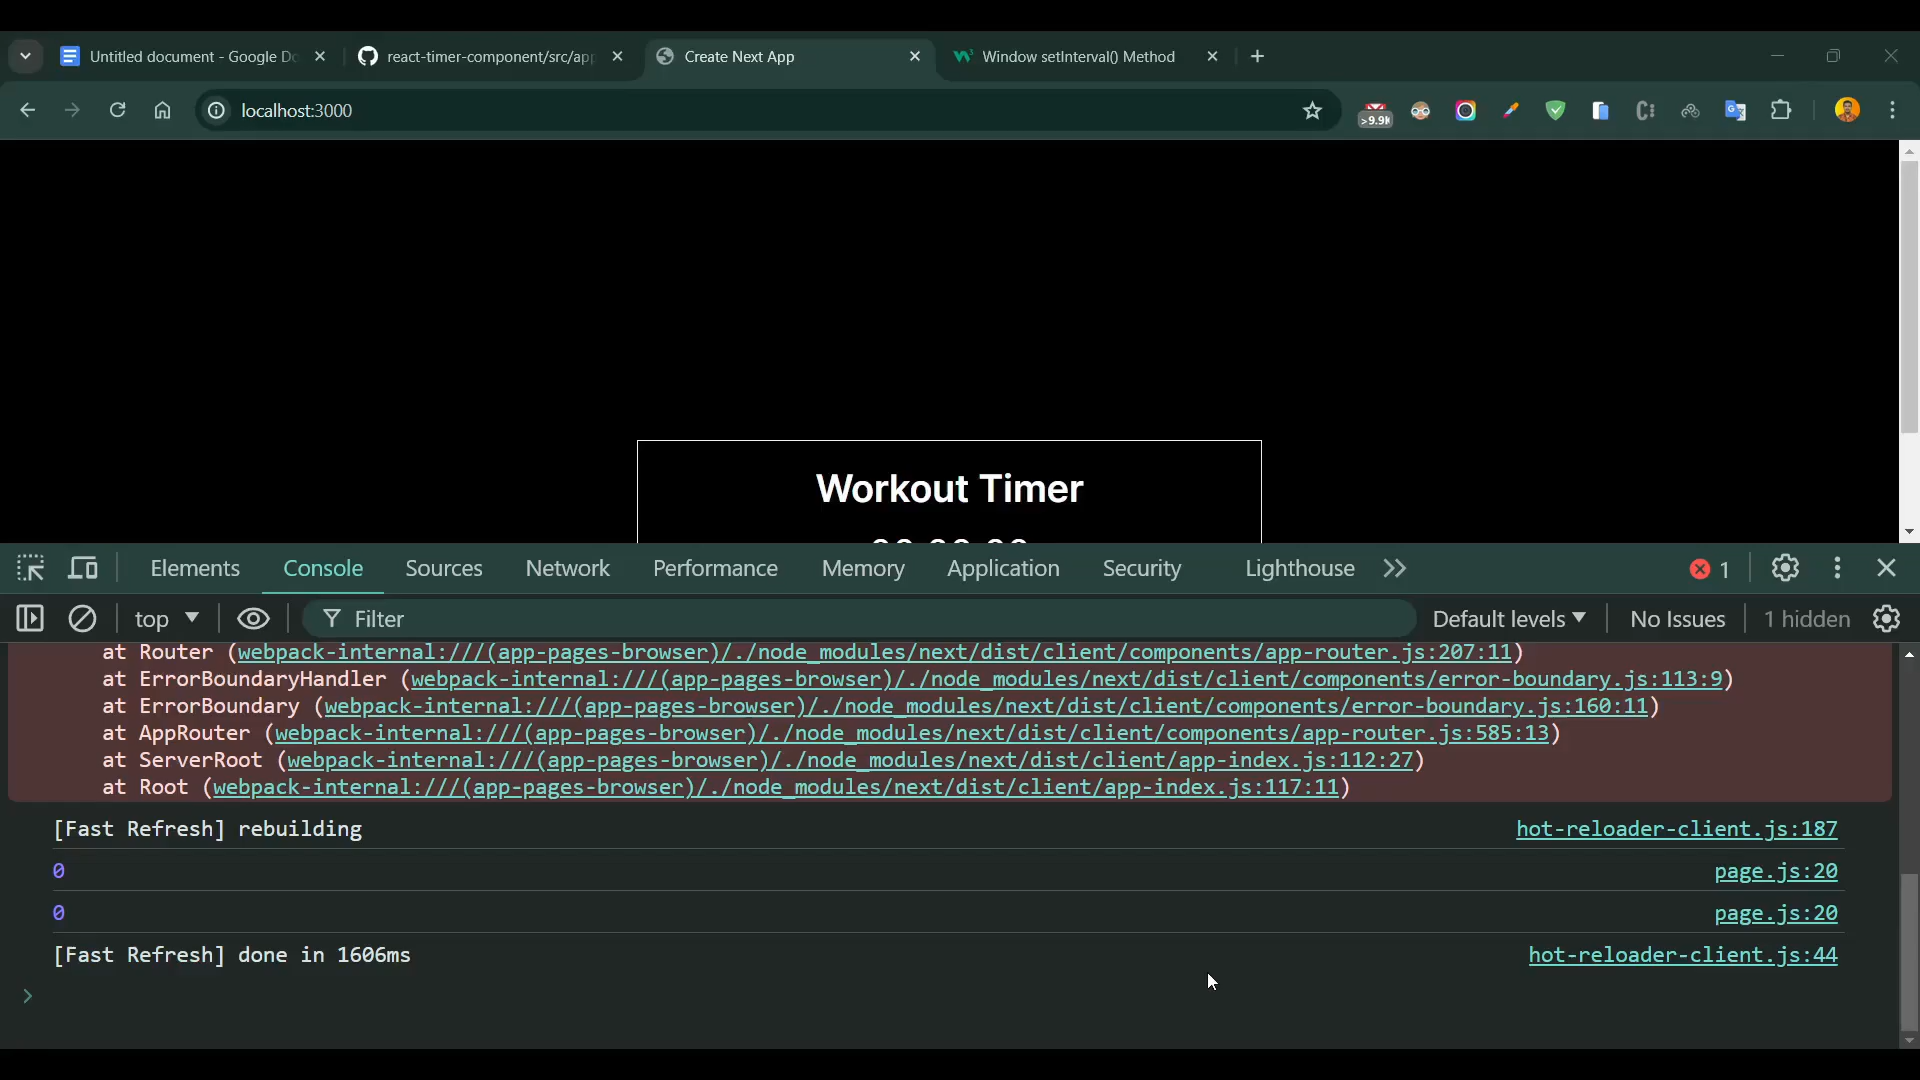 Untitled document - Google Do
react-timer-component/src/app
Create Next App
Window setInterval() Method
localhost:3000
>9.9K
Workout Timer
Elements
Console
Sources
Network
Performance
Memory
Application
Security
Lighthouse
1
top
Filter
Default levels
No Issues
1 hidden
at Router (webpack-internal:///(app-pages-browser)/./node_modules/next/dist/client/components/app-router.js:207:11)
at ErrorBoundaryHandler (webpack-internal:///(app-pages-browser)/./node_modules/next/dist/client/components/error-boundary.js:113:9)
at ErrorBoundary (webpack-internal:///(app-pages-browser)/./node_modules/next/dist/client/components/error-boundary.js:160:11)
at AppRouter (webpack-internal:///(app-pages-browser)/./node_modules/next/dist/client/components/app-router.js:585:13)
at ServerRoot (webpack-internal:///(app-pages-browser)/./node_modules/next/dist/client/app-index.js:112:27)
at Root (webpack-internal:///(app-pages-browser)/./node_modules/next/dist/client/app-index.js:117:11)
[Fast Refresh] rebuilding
hot-reloader-client.js:187
0
page.js:20
0
page.js:20
[Fast Refresh] done in 1606ms
hot-reloader-client.js:44